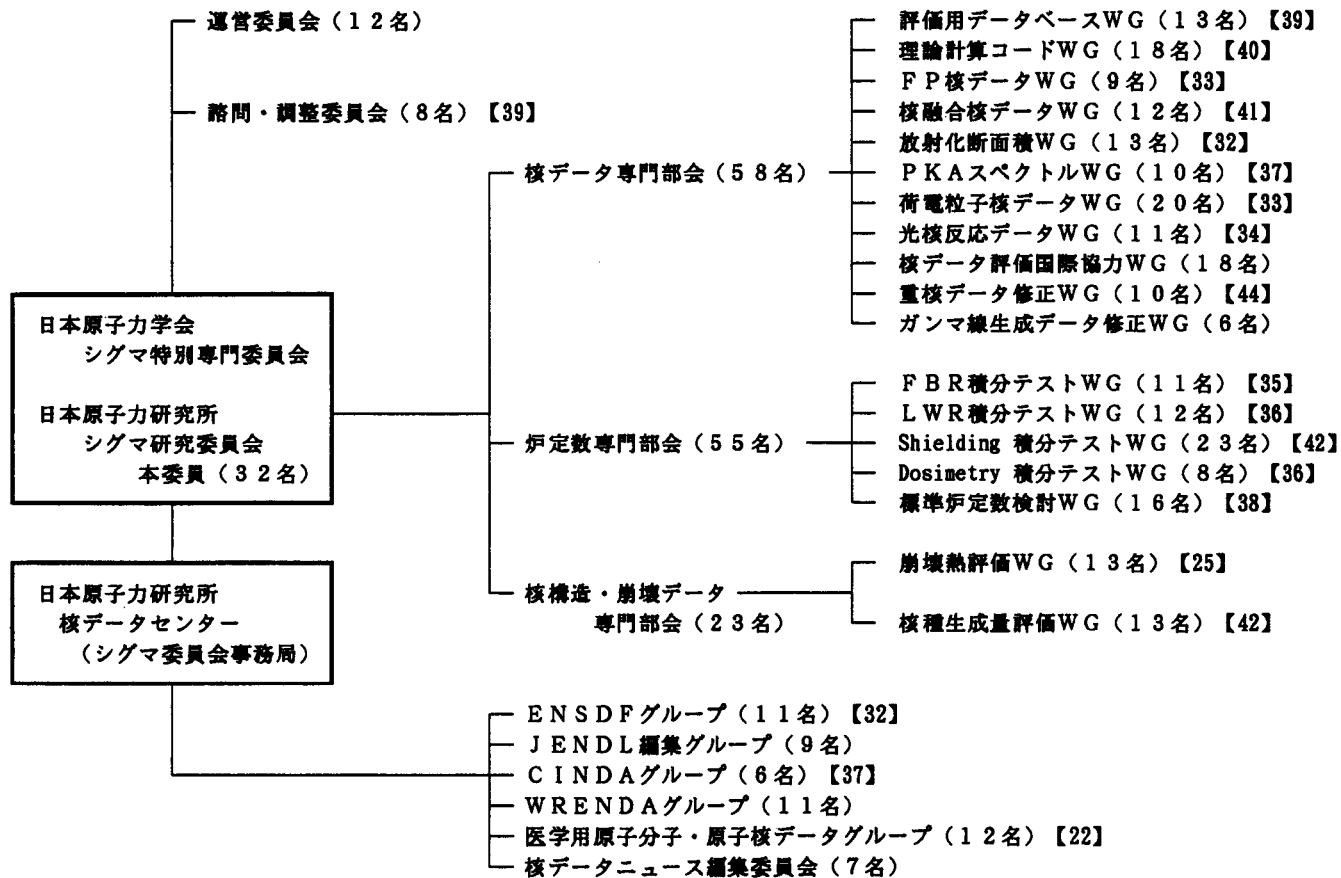 運営委員会(12名)
諮問・調整委員会(8名)【39】
日本原子力学会
シグマ特別専門委員会
日本原子力研究所
シグマ研究委員会
本委員(32名)
日本原子力研究所
核データセンター
(シグマ委員会事務局)
核データ専門部会(58名)
評価用データベースWG(13名)【39】
理論計算コードWG(18名)【40】
FP核データWG(9名)【33】
核融合核データWG(12名)【41】
放射化断面積WG(13名)【32】
PKAスペクトルWG(10名)【37】
荷電粒子核データWG(20名)【33】
光核反応データWG(11名)【34】
核データ評価国際協力WG(18名)
重核データ修正WG(10名)【44】
ガンマ線生成データ修正WG(6名)
炉定数専門部会(55名)
FBR積分テストWG(11名)【35】
LWR積分テストWG(12名)【36】
Shielding 積分テストWG(23名)【42】
Dosimetry 積分テストWG(8名)【36】
標準炉定数検討WG(16名)【38】
核構造・崩壊データ
専門部会(23名)
崩壊熱評価WG(13名)【25】
核種生成量評価WG(13名)【42】
ENSDFグループ(11名)【32】
JENDL編集グループ(9名)
CINDAグループ(6名)【37】
WRENDAグループ(11名)
医学用原子分子・原子核データグループ(12名)【22】
核データニュース編集委員会(7名)